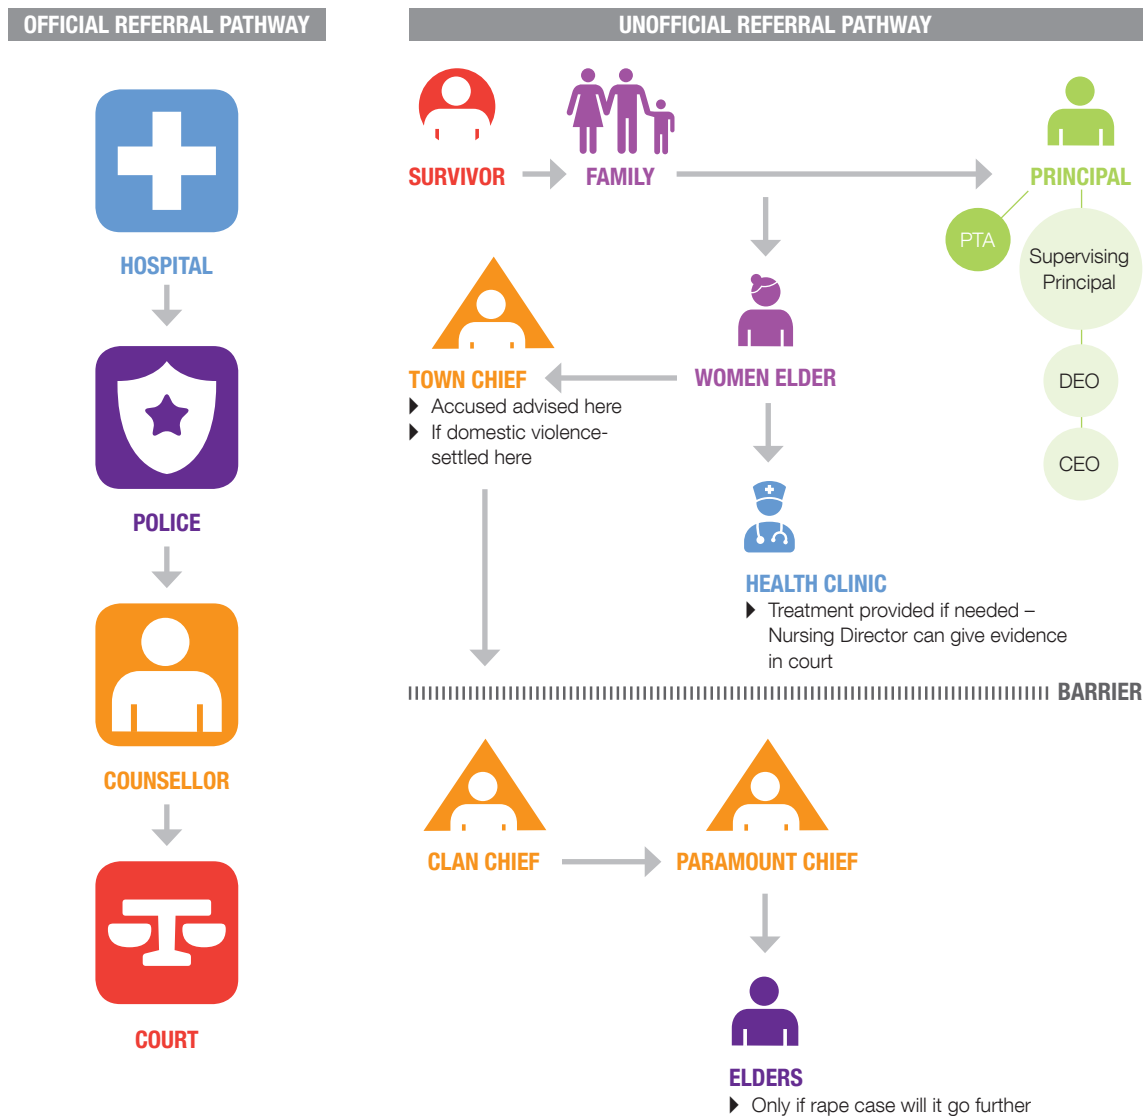 OFFICIAL REFERRAL PATHWAY
HOSPITAL
POLICE
COUNSELLOR
COURT
UNOFFICIAL REFERRAL PATHWAY
SURVIVOR
FAMILY
PRINCIPAL
PTA
Supervising
Principal
DEO
CEO
WOMEN ELDER
TOWN CHIEF
Accused advised here
If domestic violence-
settled here
HEALTH CLINIC
Treatment provided if needed –
Nursing Director can give evidence
in court
BARRIER
CLAN CHIEF
PARAMOUNT CHIEF
ELDERS
Only if rape case will it go further